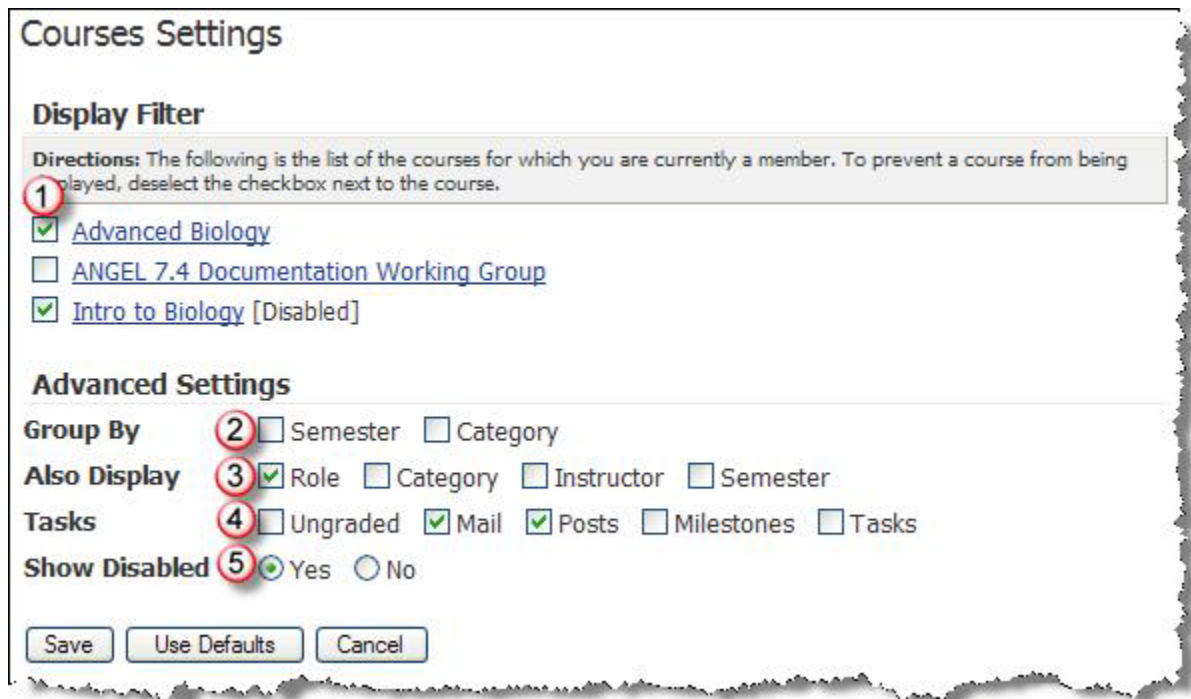 Courses Settings
Display Filter
Directions: The following is the list of the courses for which you are currently a member. To prevent a course from being
played, deselect the checkbox next to the course.
1
Advanced Biology
ANGEL 7.4 Documentation Working Group
Intro to Biology [Disabled]
Advanced Settings
Group By 2 Semester Category
Also Display 3 Role Category Instructor Semester
Tasks 4 Ungraded Mail Posts Milestones Tasks
Show Disabled 5 Yes No
Save Use Defaults Cancel